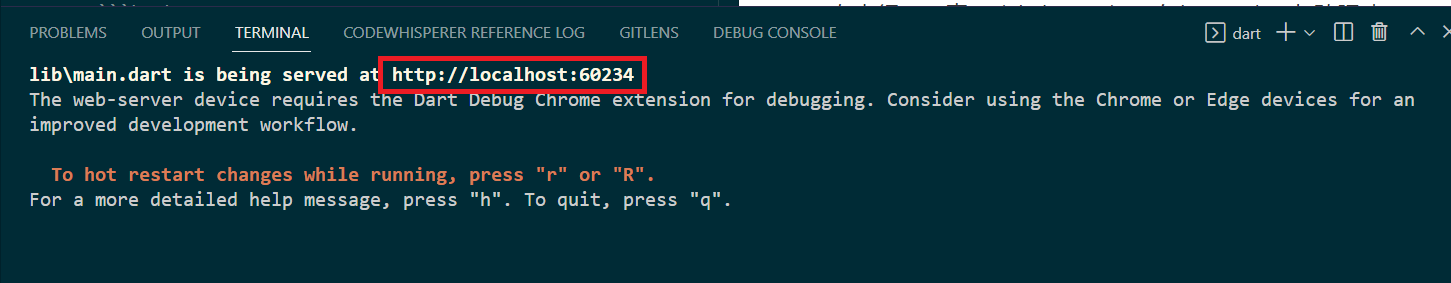 PROBLEMS OUTPUT TERMINAL CODEWHISPERER REFERENCE LOG GITLENS DEBUG CONSOLE dart
lib\main.dart is being served at http://localhost:60234
The web-server device requires the Dart Debug Chrome extension for debugging. Consider using the Chrome or Edge devices for an
improved development workflow.
To hot restart changes while running, press "r" or "R".
For a more detailed help message, press "h". To quit, press "q".